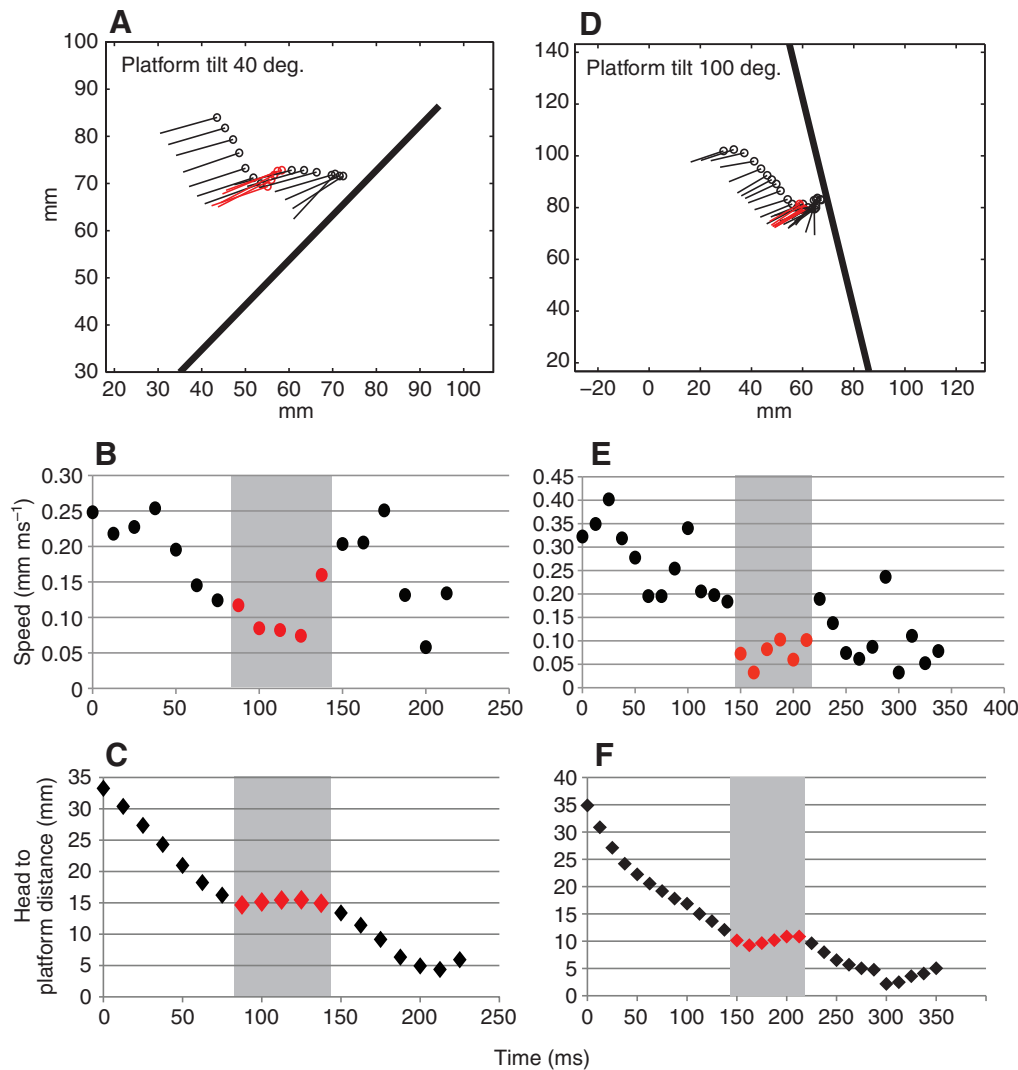 A
D
100
90
80
70
60
50
40
30
mm
Platform tilt 40 deg.
20 30 40 50 60 70 80 90 100
mm
140
120
100
80
60
40
20
Platform tilt 100 deg.
−20 0 20 40 60 80 100 120
mm
B
E
Speed (mm ms⁻¹)
0.30
0.25
0.20
0.15
0.10
0.05
0
0 50 100 150 200 250
0.45
0.40
0.35
0.30
0.25
0.20
0.15
0.10
0.05
0
0 50 100 150 200 250 300 350 400
C
F
Head to
platform distance (mm)
35
30
25
20
15
10
5
0
0 50 100 150 200 250
40
35
30
25
20
15
10
5
0
0 50 100 150 200 250 300 350
Time (ms)